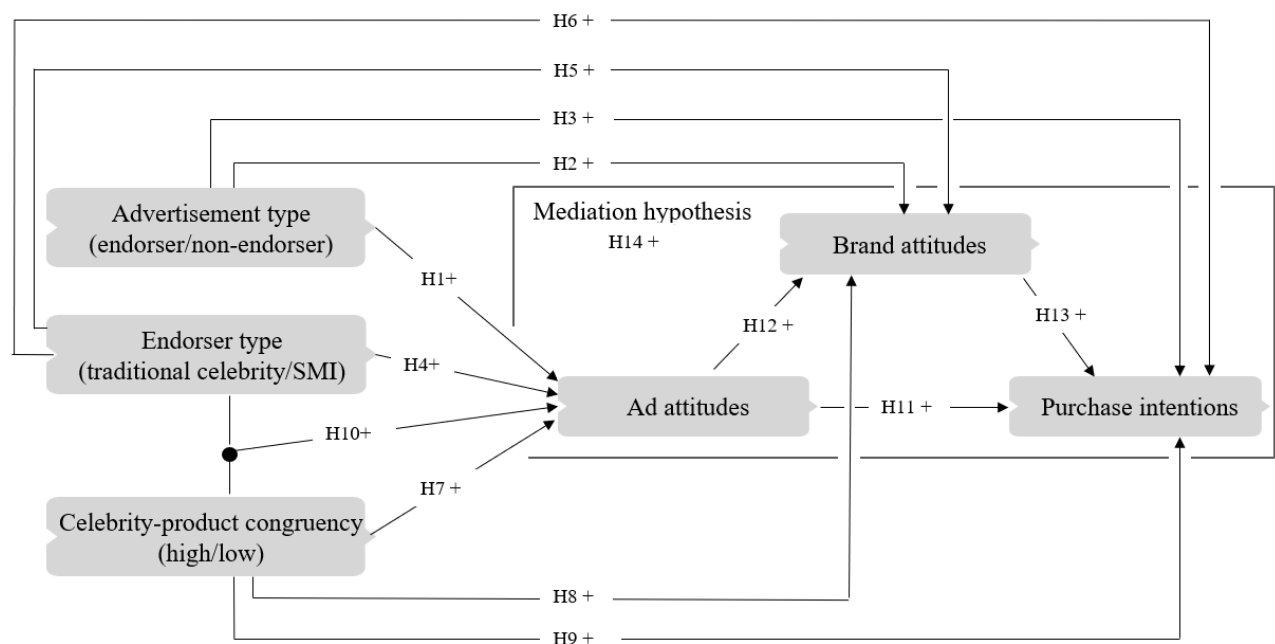 H6 +
H5 +
H3 +
H2 +
Advertisement type
(endorser/non-endorser)
Mediation hypothesis
H14 +
Brand attitudes
H1+
H12 +
H13 +
Endorser type
(traditional celebrity/SMI)
H4+
Ad attitudes
H11 +
Purchase intentions
H10+
H7 +
Celebrity-product congruency
(high/low)
H8 +
H9 +